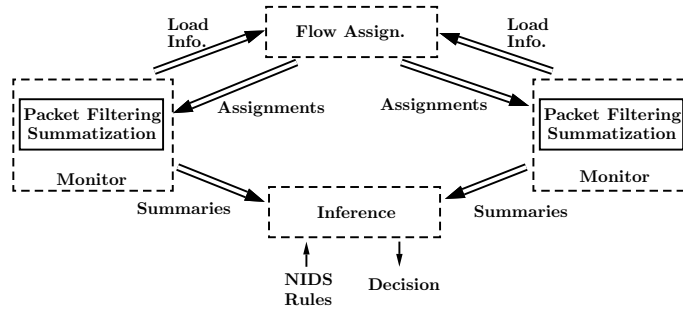 Load
Info.
Flow Assign.
Load
Info.
Packet Filtering
Summatization
Monitor
Assignments
Assignments
Packet Filtering
Summatization
Monitor
Summaries
Inference
Summaries
NIDS
Rules
Decision